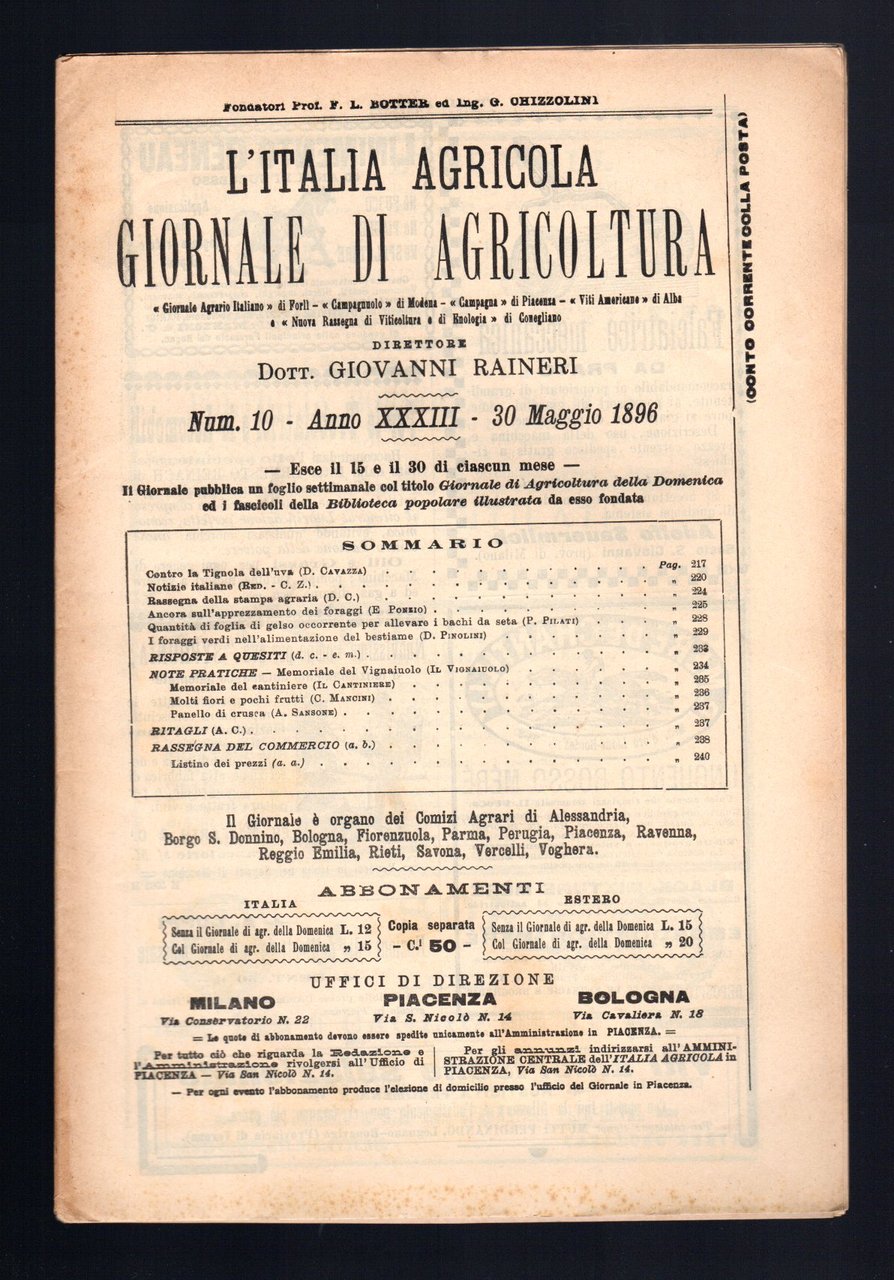 Fondatori Prof. F. L. BOTTER ed Ing. G. CHIZZOLINI
(CONTO CORRENTE COLLA POSTA)
L'ITALIA AGRICOLA
GIORNALE DI AGRICOLTURA
« Giornale Agrario Italiano » di Forlì – « Campagnuolo » di Modena – « Campagna » di Piacenza – « Viti Americane » di Alba
e « Nuova Rassegna di Viticoltura e di Enologia » di Conegliano
DIRETTORE
DOTT. GIOVANNI RAINERI
Num. 10 - Anno XXXIII - 30 Maggio 1896
— Esce il 15 e il 30 di ciascun mese —
Il Giornale pubblica un foglio settimanale col titolo Giornale di Agricoltura della Domenica
ed i fascicoli della Biblioteca popolare illustrata da esso fondata
SOMMARIO
Contro la Tignola dell'uva (D. CAVAZZA) . . . . . . . . Pag. 217
Notizie italiane (RED. - C. Z.) . . . . . . . . . „ 220
Rassegna della stampa agraria (D. C.) . . . . . . . . „ 224
Ancora sull'apprezzamento dei foraggi (E PONZIO) . . . . . . . „ 225
Quantità di foglia di gelso occorrente per allevare i bachi da seta (P. PILATI) . . . „ 228
I foraggi verdi nell'alimentazione del bestiame (D. PINOLINI) . . . . . „ 229
RISPOSTE A QUESITI (d. c. - e. m.) . . . . . . . . „ 233
NOTE PRATICHE — Memoriale del Vignaiuolo (IL VIGNAIUOLO) . . . . . „ 234
Memoriale del cantiniere (IL CANTINIERE) . . . . . . . „ 235
Molti fiori e pochi frutti (C. MANCINI) . . . . . . . . „ 236
Panello di crusca (A. SANSONE) . . . . . . . . . „ 237
RITAGLI (A. C.) . . . . . . . . . . . „ 237
RASSEGNA DEL COMMERCIO (a. b.) . . . . . . . . „ 238
Listino dei prezzi (a. a.) . . . . . . . . . „ 240
Il Giornale è organo dei Comizi Agrari di Alessandria,
Borgo S. Donnino, Bologna, Fiorenzuola, Parma, Perugia, Piacenza, Ravenna,
Reggio Emilia, Rieti, Savona, Vercelli, Voghera.
ABBONAMENTI
ITALIA
Senza il Giornale di agr. della Domenica L. 12
Col Giornale di agr. della Domenica „ 15
Copia separata
– C.i 50 –
ESTERO
Senza il Giornale di agr. della Domenica L. 15
Col Giornale di agr. della Domenica „ 20
UFFICI DI DIREZIONE
MILANO
Via Conservatorio N. 22
PIACENZA
Via S. Nicolò N. 14
BOLOGNA
Via Cavaliera N. 18
= Le quote di abbonamento devono essere spedite unicamente all'Amministrazione in PIACENZA. =
Per tutto ciò che riguarda la Redazione e
l'Amministrazione rivolgersi all'Ufficio di
PIACENZA — Via San Nicolò N. 14.
Per gli annunzi indirizzarsi all'AMMINI-
STRAZIONE CENTRALE dell'ITALIA AGRICOLA in
PIACENZA, Via San Nicolò N. 14.
— Per ogni evento l'abbonamento produce l'elezione di domicilio presso l'ufficio del Giornale in Piacenza.